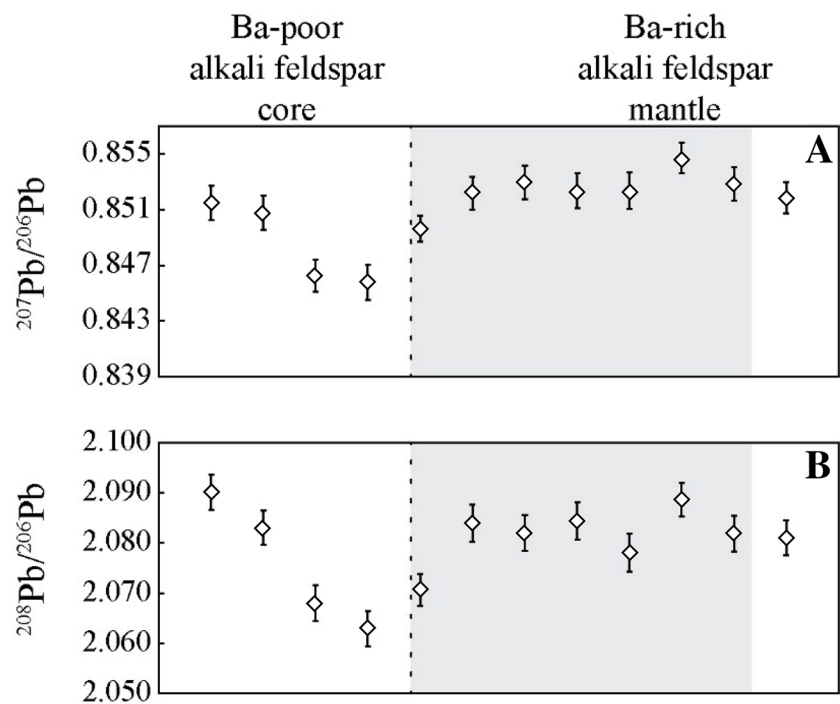 Ba-poor
alkali feldspar
core
Ba-rich
alkali feldspar
mantle
A
0.855
0.851
0.847
0.843
0.839
²⁰⁷Pb/²⁰⁶Pb
B
2.100
2.090
2.080
2.070
2.060
2.050
²⁰⁸Pb/²⁰⁶Pb